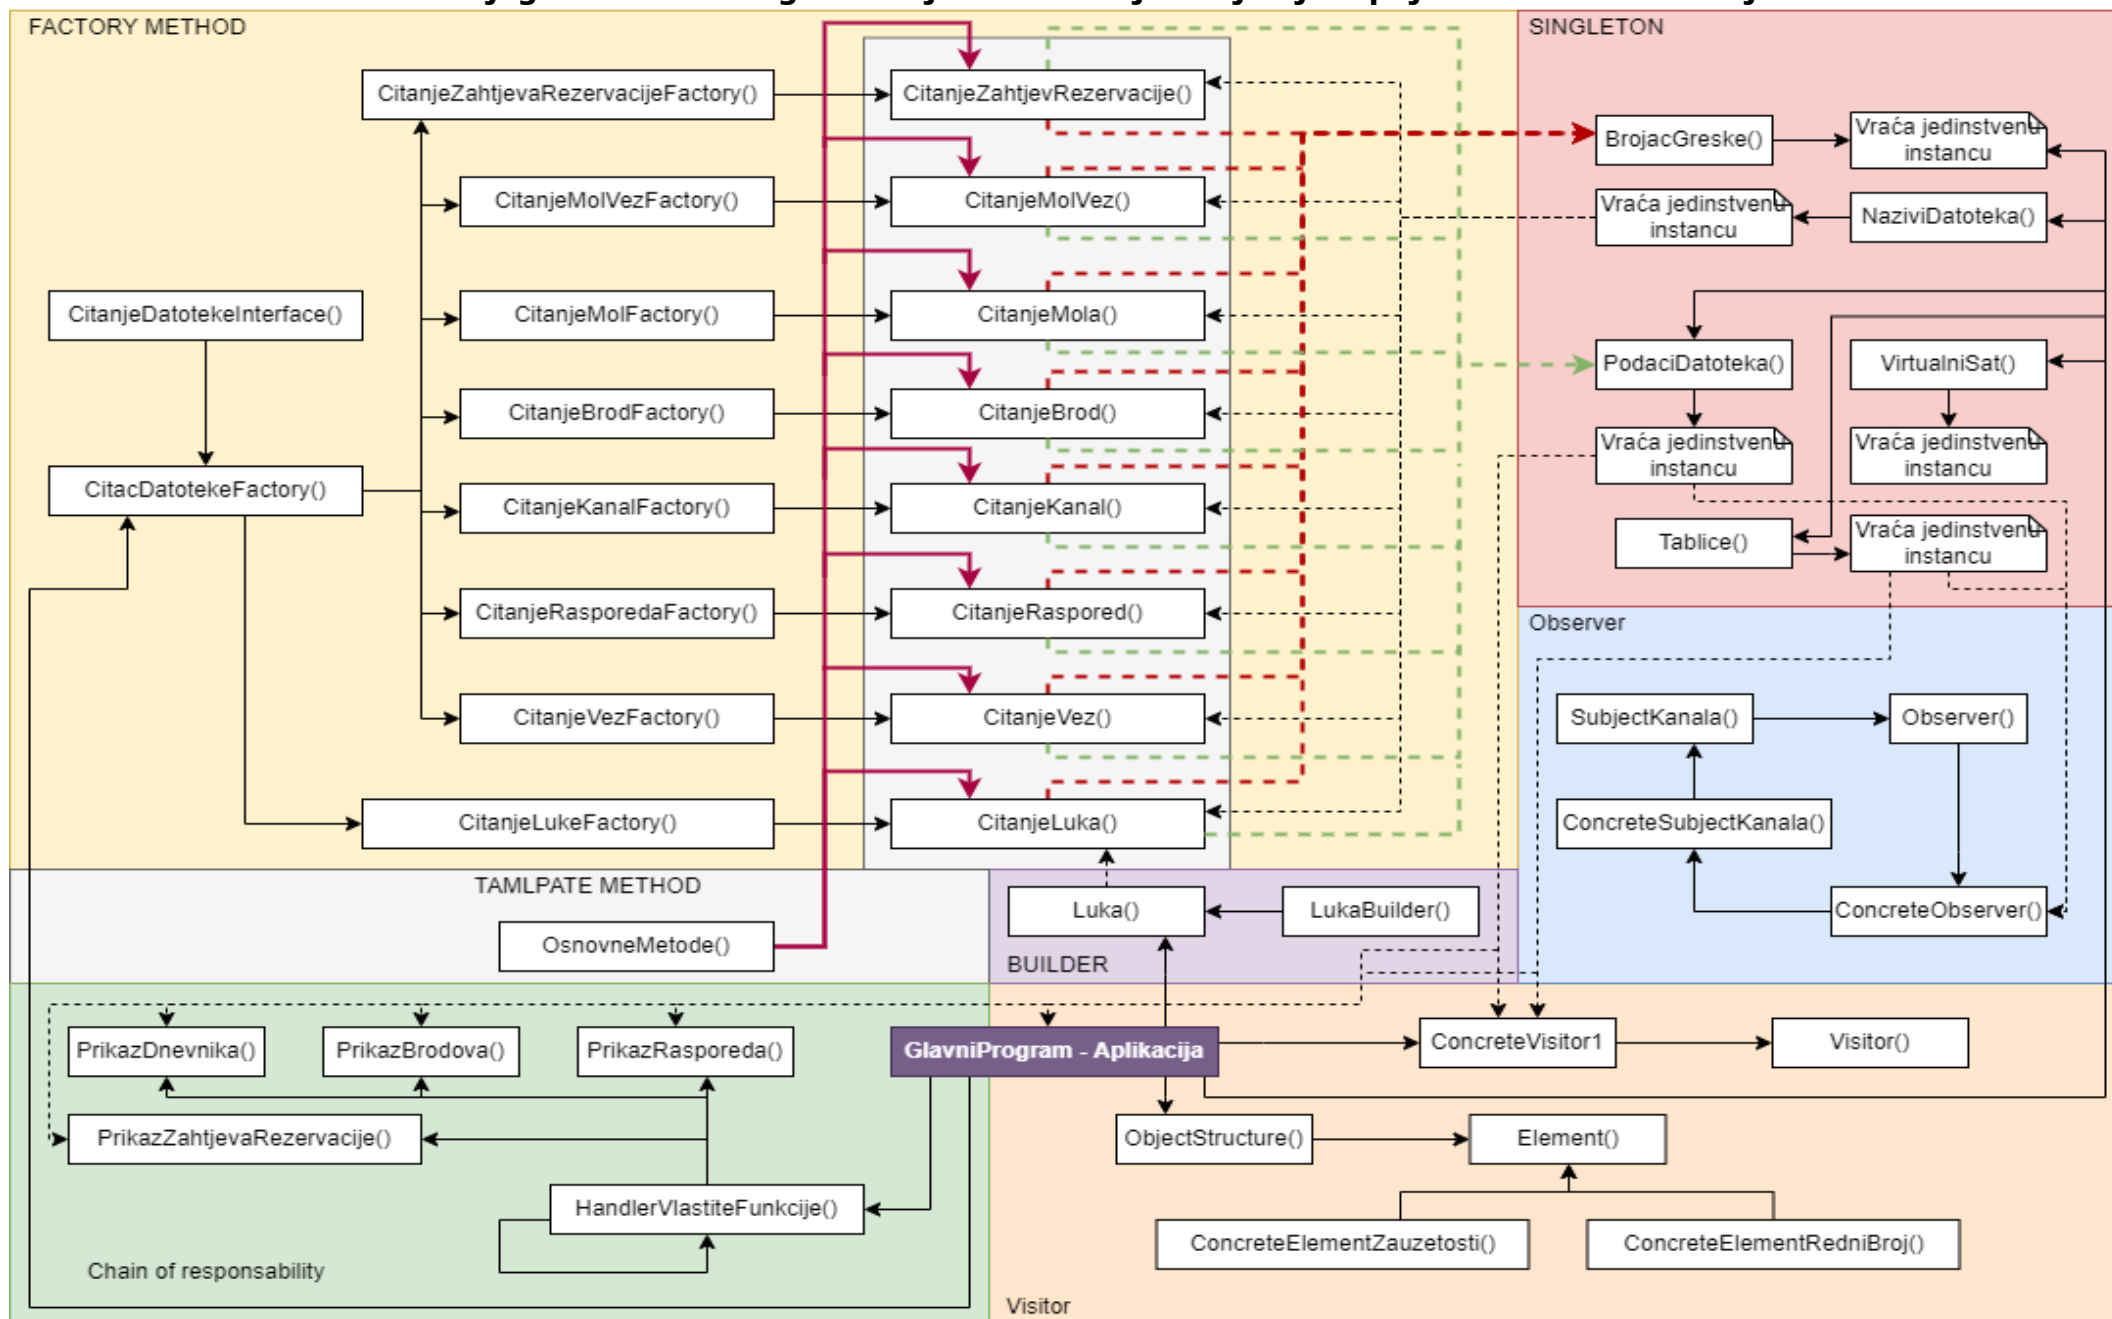 FACTORY METHOD
SINGLETON
CitanjeZahtjevaRezervacijeFactory()
CitanjeZahtjevRezervacije()
BrojacGreske()
Vraća jedinstvenu
instancu
CitanjeMolVezFactory()
CitanjeMolVez()
Vraća jedinstvenu
instancu
NaziviDatoteka()
CitanjeDatotekeInterface()
CitanjeMolFactory()
CitanjeMola()
PodaciDatoteka()
VirtualniSat()
CitanjeBrodFactory()
CitanjeBrod()
Vraća jedinstvenu
instancu
Vraća jedinstvenu
instancu
CitacDatotekeFactory()
CitanjeKanalFactory()
CitanjeKanal()
Tablice()
Vraća jedinstvenu
instancu
CitanjeRasporedaFactory()
CitanjeRaspored()
Observer
CitanjeVezFactory()
CitanjeVez()
SubjectKanala()
Observer()
CitanjeLukeFactory()
CitanjeLuka()
ConcreteSubjectKanala()
TAMLPATE METHOD
Luka()
LukaBuilder()
ConcreteObserver()
OsnovneMetode()
BUILDER
PrikazDnevnika()
PrikazBrodova()
PrikazRasporeda()
GlavniProgram - Aplikacija
ConcreteVisitor1
Visitor()
PrikazZahtjevaRezervacije()
ObjectStructure()
Element()
HandlerVlastiteFunkcije()
ConcreteElementZauzetosti()
ConcreteElementRedniBroj()
Chain of responsability
Visitor